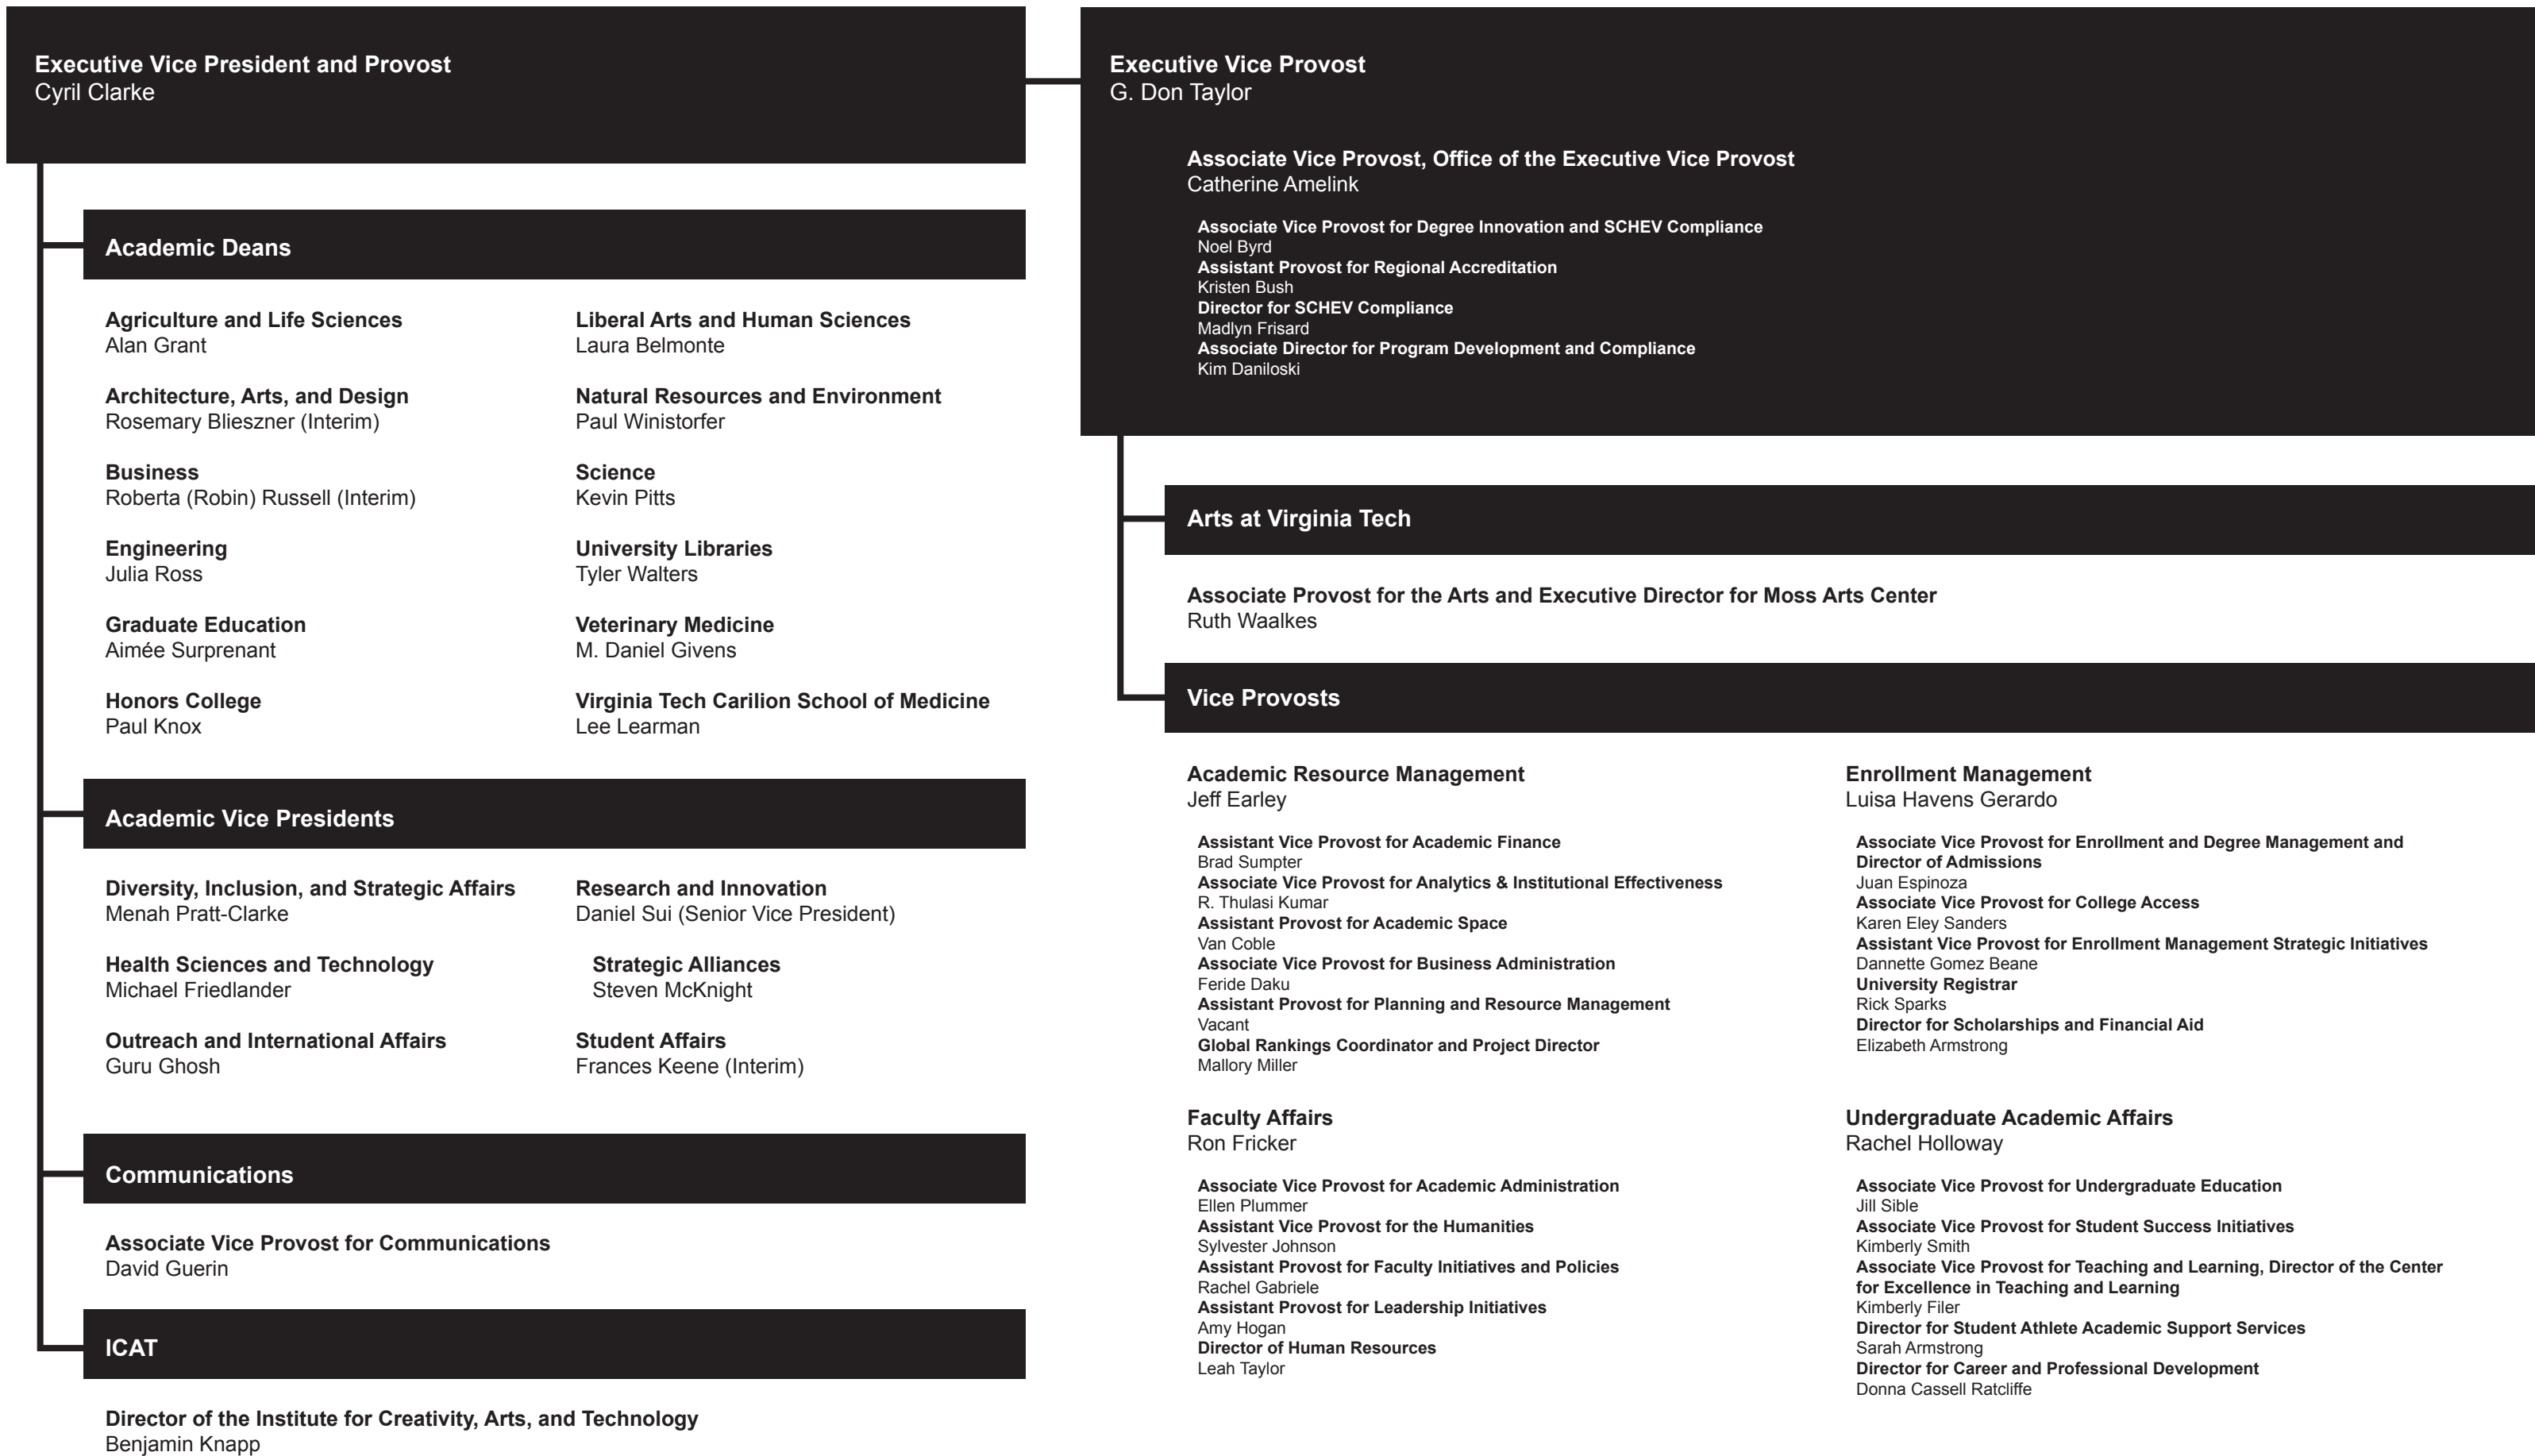 Executive Vice President and Provost
Cyril Clarke
Academic Deans
Agriculture and Life Sciences
Alan Grant
Architecture, Arts, and Design
Rosemary Blieszner (Interim)
Business
Roberta (Robin) Russell (Interim)
Engineering
Julia Ross
Graduate Education
Aimée Surprenant
Honors College
Paul Knox
Liberal Arts and Human Sciences
Laura Belmonte
Natural Resources and Environment
Paul Winistorfer
Science
Kevin Pitts
University Libraries
Tyler Walters
Veterinary Medicine
M. Daniel Givens
Virginia Tech Carilion School of Medicine
Lee Learman
Academic Vice Presidents
Diversity, Inclusion, and Strategic Affairs
Menah Pratt-Clarke
Health Sciences and Technology
Michael Friedlander
Outreach and International Affairs
Guru Ghosh
Research and Innovation
Daniel Sui (Senior Vice President)
Strategic Alliances
Steven McKnight
Student Affairs
Frances Keene (Interim)
Communications
Associate Vice Provost for Communications
David Guerin
ICAT
Director of the Institute for Creativity, Arts, and Technology
Benjamin Knapp
Executive Vice Provost
G. Don Taylor
Associate Vice Provost, Office of the Executive Vice Provost
Catherine Amelink
Associate Vice Provost for Degree Innovation and SCHEV Compliance
Noel Byrd
Assistant Provost for Regional Accreditation
Kristen Bush
Director for SCHEV Compliance
Madlyn Frisard
Associate Director for Program Development and Compliance
Kim Daniloski
Arts at Virginia Tech
Associate Provost for the Arts and Executive Director for Moss Arts Center
Ruth Waalkes
Vice Provosts
Academic Resource Management
Jeff Earley
Assistant Vice Provost for Academic Finance
Brad Sumpter
Associate Vice Provost for Analytics & Institutional Effectiveness
R. Thulasi Kumar
Assistant Provost for Academic Space
Van Coble
Associate Vice Provost for Business Administration
Feride Daku
Assistant Provost for Planning and Resource Management
Vacant
Global Rankings Coordinator and Project Director
Mallory Miller
Faculty Affairs
Ron Fricker
Associate Vice Provost for Academic Administration
Ellen Plummer
Assistant Vice Provost for the Humanities
Sylvester Johnson
Assistant Provost for Faculty Initiatives and Policies
Rachel Gabriele
Assistant Provost for Leadership Initiatives
Amy Hogan
Director of Human Resources
Leah Taylor
Enrollment Management
Luisa Havens Gerardo
Associate Vice Provost for Enrollment and Degree Management and
Director of Admissions
Juan Espinoza
Associate Vice Provost for College Access
Karen Eley Sanders
Assistant Vice Provost for Enrollment Management Strategic Initiatives
Dannette Gomez Beane
University Registrar
Rick Sparks
Director for Scholarships and Financial Aid
Elizabeth Armstrong
Undergraduate Academic Affairs
Rachel Holloway
Associate Vice Provost for Undergraduate Education
Jill Sible
Associate Vice Provost for Student Success Initiatives
Kimberly Smith
Associate Vice Provost for Teaching and Learning, Director of the Center
for Excellence in Teaching and Learning
Kimberly Filer
Director for Student Athlete Academic Support Services
Sarah Armstrong
Director for Career and Professional Development
Donna Cassell Ratcliffe